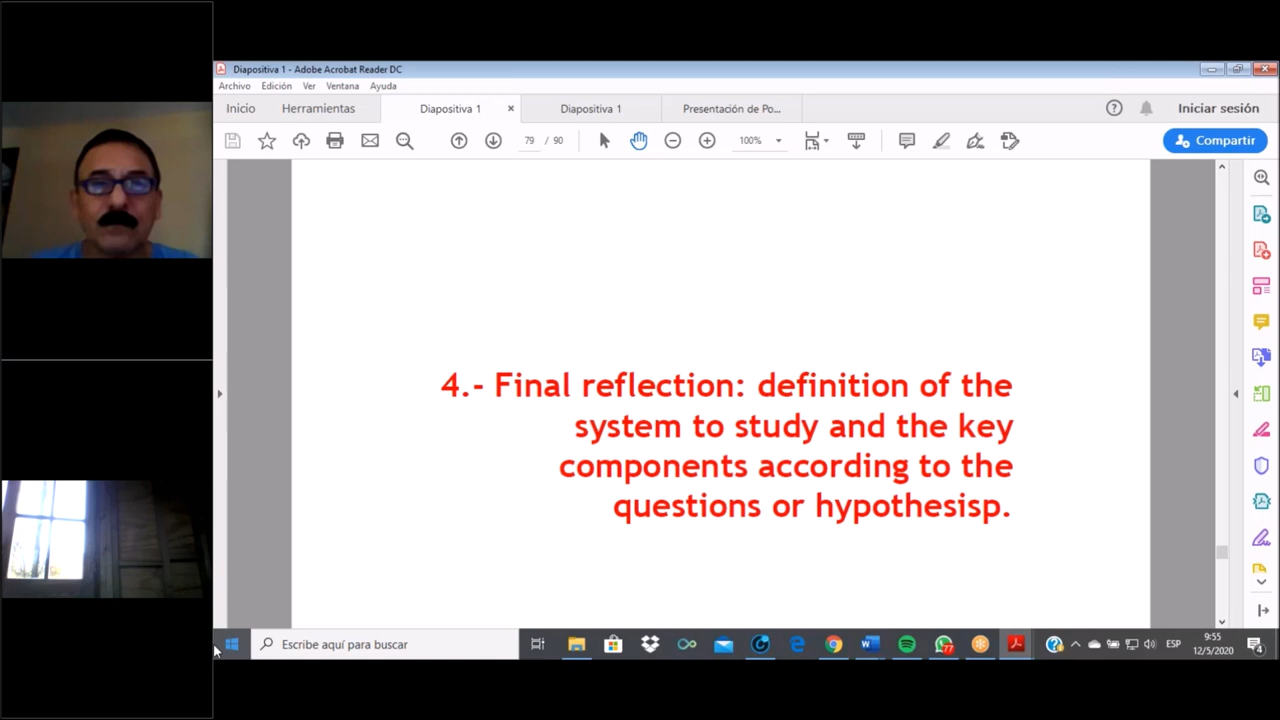 Diapositiva 1 - Adobe Acrobat Reader DC
Archivo Edición Ver Ventana Ayuda
Inicio Herramientas Diapositiva 1 Diapositiva 1 Presentación de Po... Iniciar sesión
79 / 90 100% Compartir
4.- Final reflection: definition of the
system to study and the key
components according to the
questions or hypothesisp.
Escribe aquí para buscar 77 ESP 9:55
12/5/2020 4